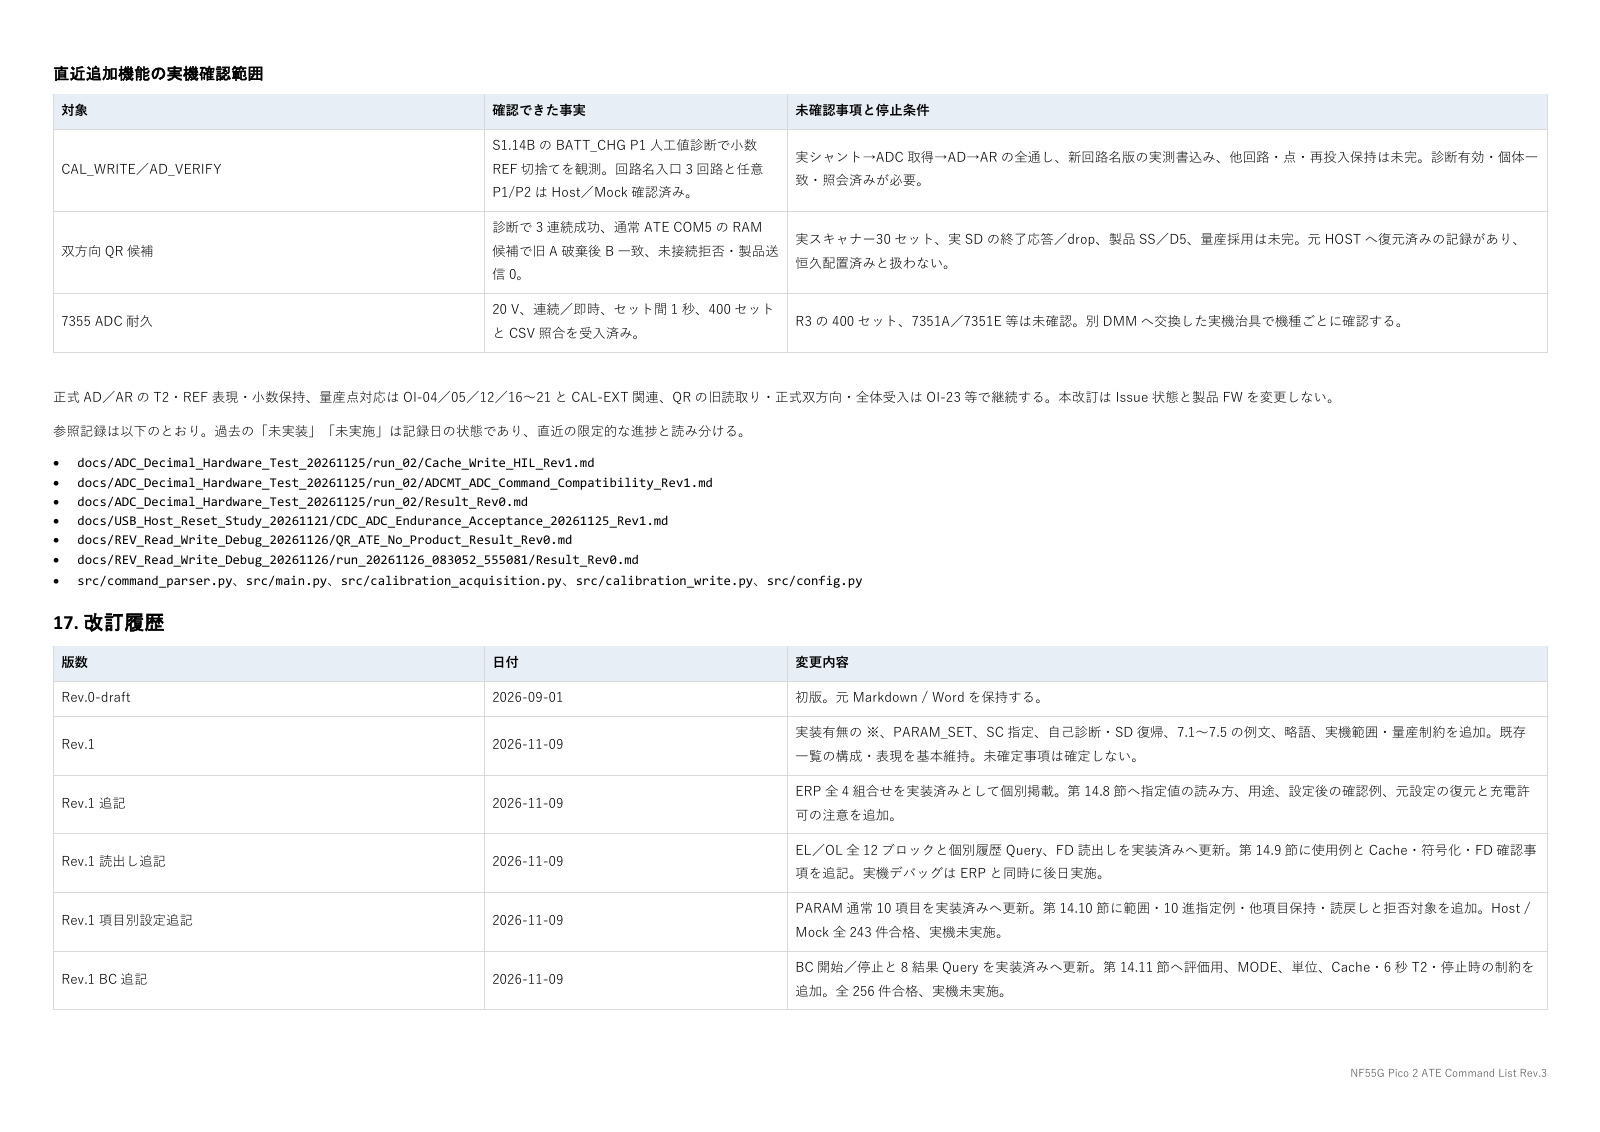 直近追加機能の実機確認範囲
対象
確認できた事実
未確認事項と停止条件
CAL_WRITE／AD_VERIFY
S1.14B の BATT_CHG P1 人工値診断で小数
REF 切捨てを観測。回路名入口 3 回路と任意
P1/P2 は Host／Mock 確認済み。
実シャント→ADC 取得→AD→AR の全通し、新回路名版の実測書込み、他回路・点・再投入保持は未完。診断有効・個体一
致・照会済みが必要。
双方向 QR 候補
診断で 3 連続成功、通常 ATE COM5 の RAM
候補で旧 A 破棄後 B 一致、未接続拒否・製品送
信 0。
実スキャナー30 セット、実 SD の終了応答／drop、製品 SS／D5、量産採用は未完。元 HOST へ復元済みの記録があり、
恒久配置済みと扱わない。
7355 ADC 耐久
20 V、連続／即時、セット間 1 秒、400 セット
と CSV 照合を受入済み。
R3 の 400 セット、7351A／7351E 等は未確認。別 DMM へ交換した実機治具で機種ごとに確認する。
正式 AD／AR の T2・REF 表現・小数保持、量産点対応は OI-04／05／12／16～21 と CAL-EXT 関連、QR の旧読取り・正式双方向・全体受入は OI-23 等で継続する。本改訂は Issue 状態と製品 FW を変更しない。
参照記録は以下のとおり。過去の「未実装」「未実施」は記録日の状態であり、直近の限定的な進捗と読み分ける。
• docs/ADC_Decimal_Hardware_Test_20261125/run_02/Cache_Write_HIL_Rev1.md
• docs/ADC_Decimal_Hardware_Test_20261125/run_02/ADCMT_ADC_Command_Compatibility_Rev1.md
• docs/ADC_Decimal_Hardware_Test_20261125/run_02/Result_Rev0.md
• docs/USB_Host_Reset_Study_20261121/CDC_ADC_Endurance_Acceptance_20261125_Rev1.md
• docs/REV_Read_Write_Debug_20261126/QR_ATE_No_Product_Result_Rev0.md
• docs/REV_Read_Write_Debug_20261126/run_20261126_083052_555081/Result_Rev0.md
• src/command_parser.py、src/main.py、src/calibration_acquisition.py、src/calibration_write.py、src/config.py
17. 改訂履歴
版数
日付
変更内容
Rev.0-draft
2026-09-01
初版。元 Markdown / Word を保持する。
Rev.1
2026-11-09
実装有無の ※、PARAM_SET、SC 指定、自己診断・SD 復帰、7.1～7.5 の例文、略語、実機範囲・量産制約を追加。既存
一覧の構成・表現を基本維持。未確定事項は確定しない。
Rev.1 追記
2026-11-09
ERP 全 4 組合せを実装済みとして個別掲載。第 14.8 節へ指定値の読み方、用途、設定後の確認例、元設定の復元と充電許
可の注意を追加。
Rev.1 読出し追記
2026-11-09
EL／OL 全 12 ブロックと個別履歴 Query、FD 読出しを実装済みへ更新。第 14.9 節に使用例と Cache・符号化・FD 確認事
項を追記。実機デバッグは ERP と同時に後日実施。
Rev.1 項目別設定追記
2026-11-09
PARAM 通常 10 項目を実装済みへ更新。第 14.10 節に範囲・10 進指定例・他項目保持・読戻しと拒否対象を追加。Host /
Mock 全 243 件合格、実機未実施。
Rev.1 BC 追記
2026-11-09
BC 開始／停止と 8 結果 Query を実装済みへ更新。第 14.11 節へ評価用、MODE、単位、Cache・6 秒 T2・停止時の制約を
追加。全 256 件合格、実機未実施。
NF55G Pico 2 ATE Command List Rev.3